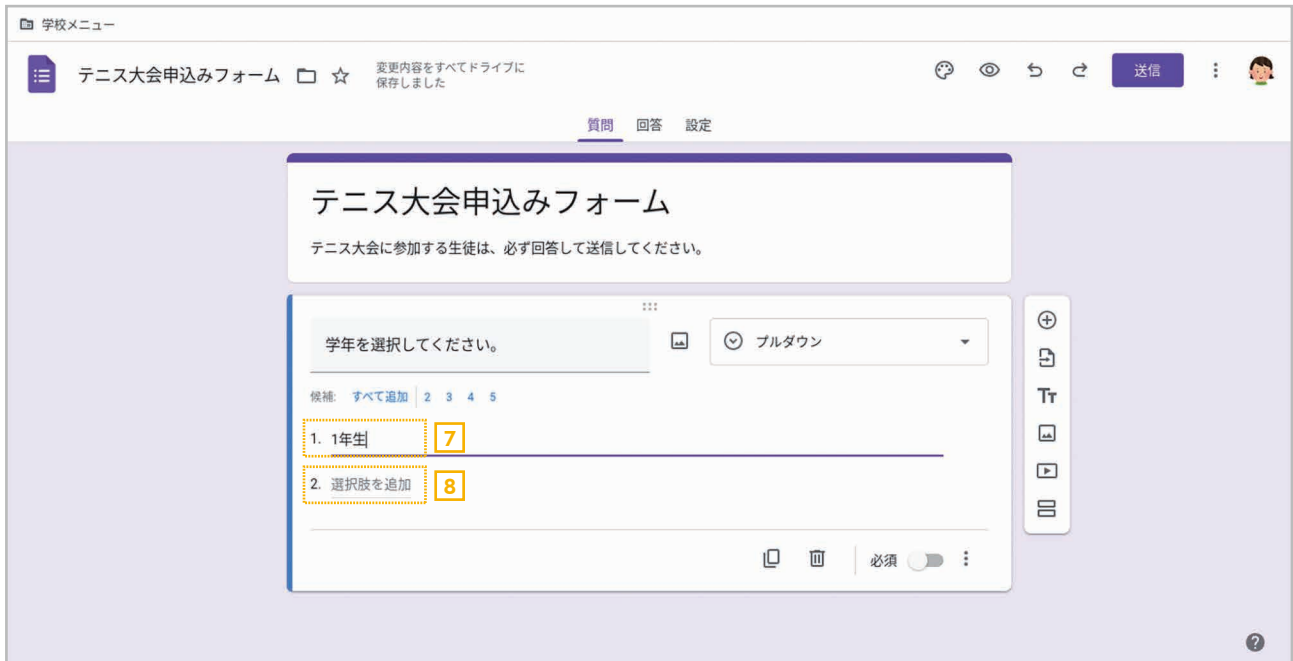 学校メニュー
テニス大会申込みフォーム
変更内容をすべてドライブに
保存しました
送信
質問 回答 設定
テニス大会申込みフォーム
テニス大会に参加する生徒は、必ず回答して送信してください。
学年を選択してください。
プルダウン
候補: すべて追加 2 3 4 5
1. 1年生 7
2. 選択肢を追加 8
Tт
必須